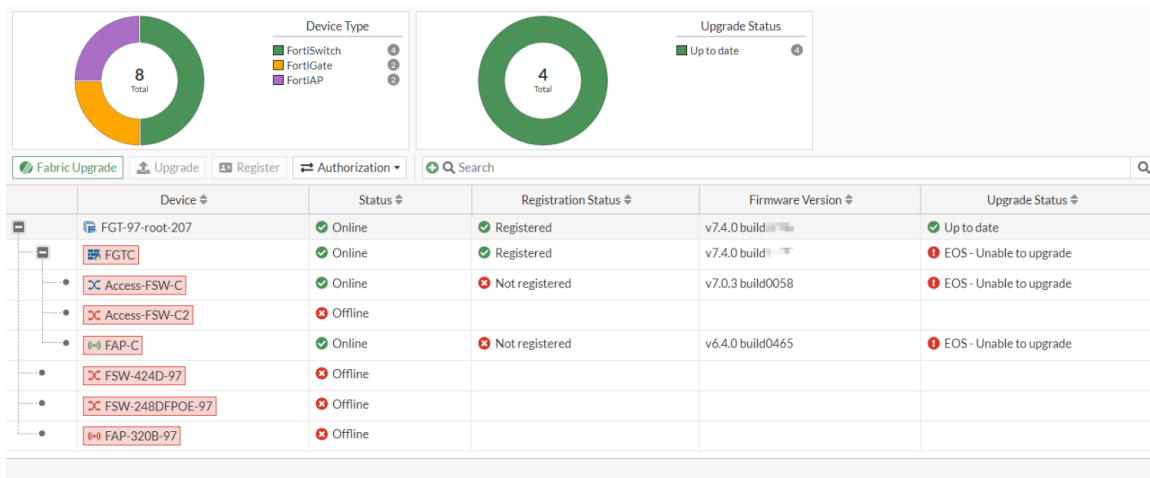 Device Type
FortiSwitch 4
FortiGate 2
FortiAP 2
8
Total
Upgrade Status
Up to date 4
4
Total
Fabric Upgrade Upgrade Register Authorization Search
Device Status Registration Status Firmware Version Upgrade Status
FGT-97-root-207 Online Registered v7.4.0 build Up to date
FGTC Online Registered v7.4.0 build EOS - Unable to upgrade
Access-FSW-C Online Not registered v7.0.3 build0058 EOS - Unable to upgrade
Access-FSW-C2 Offline
FAP-C Online Not registered v6.4.0 build0465 EOS - Unable to upgrade
FSW-424D-97 Offline
FSW-248DFPOE-97 Offline
FAP-320B-97 Offline